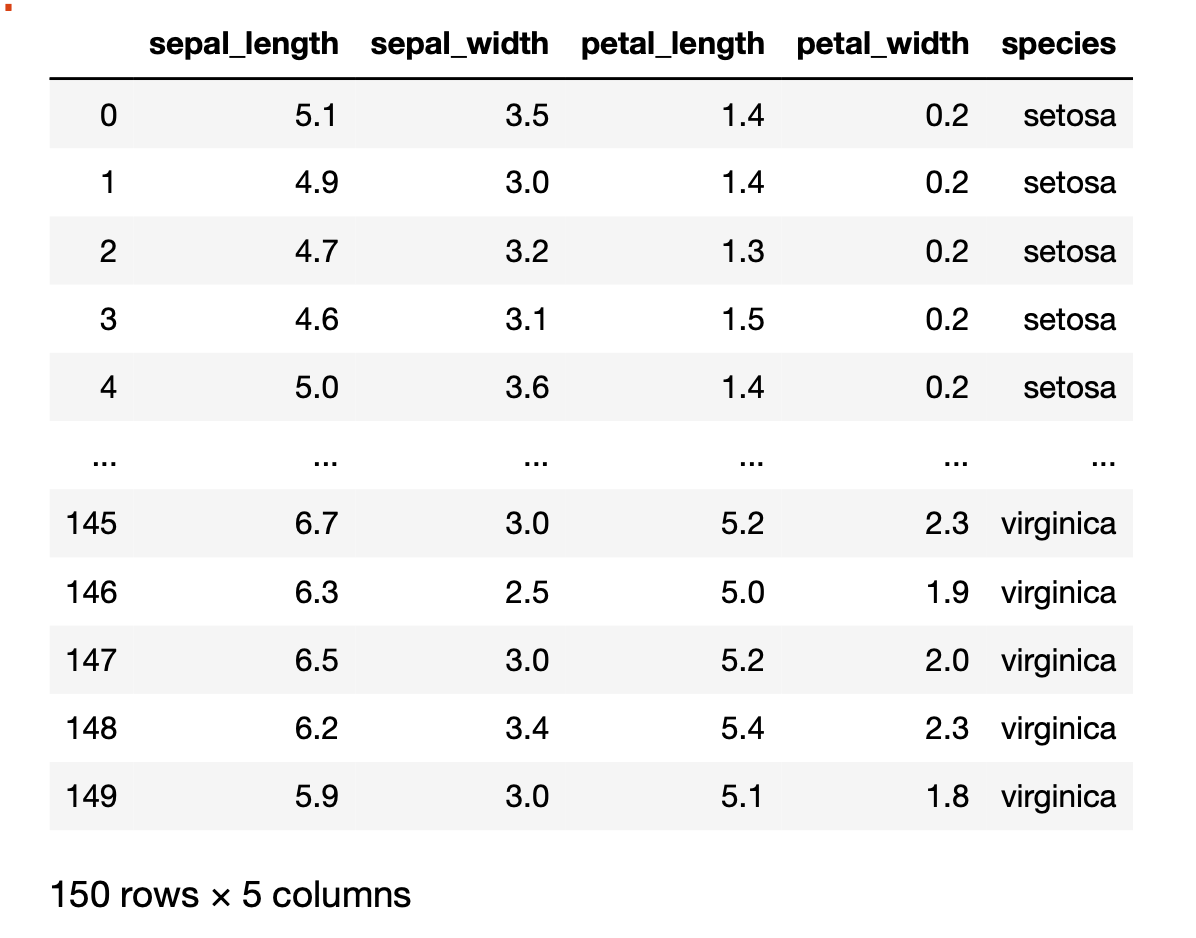 sepal_length sepal_width petal_length petal_width species
0 5.1 3.5 1.4 0.2 setosa
1 4.9 3.0 1.4 0.2 setosa
2 4.7 3.2 1.3 0.2 setosa
3 4.6 3.1 1.5 0.2 setosa
4 5.0 3.6 1.4 0.2 setosa
... ... ... ... ... ...
145 6.7 3.0 5.2 2.3 virginica
146 6.3 2.5 5.0 1.9 virginica
147 6.5 3.0 5.2 2.0 virginica
148 6.2 3.4 5.4 2.3 virginica
149 5.9 3.0 5.1 1.8 virginica
150 rows × 5 columns